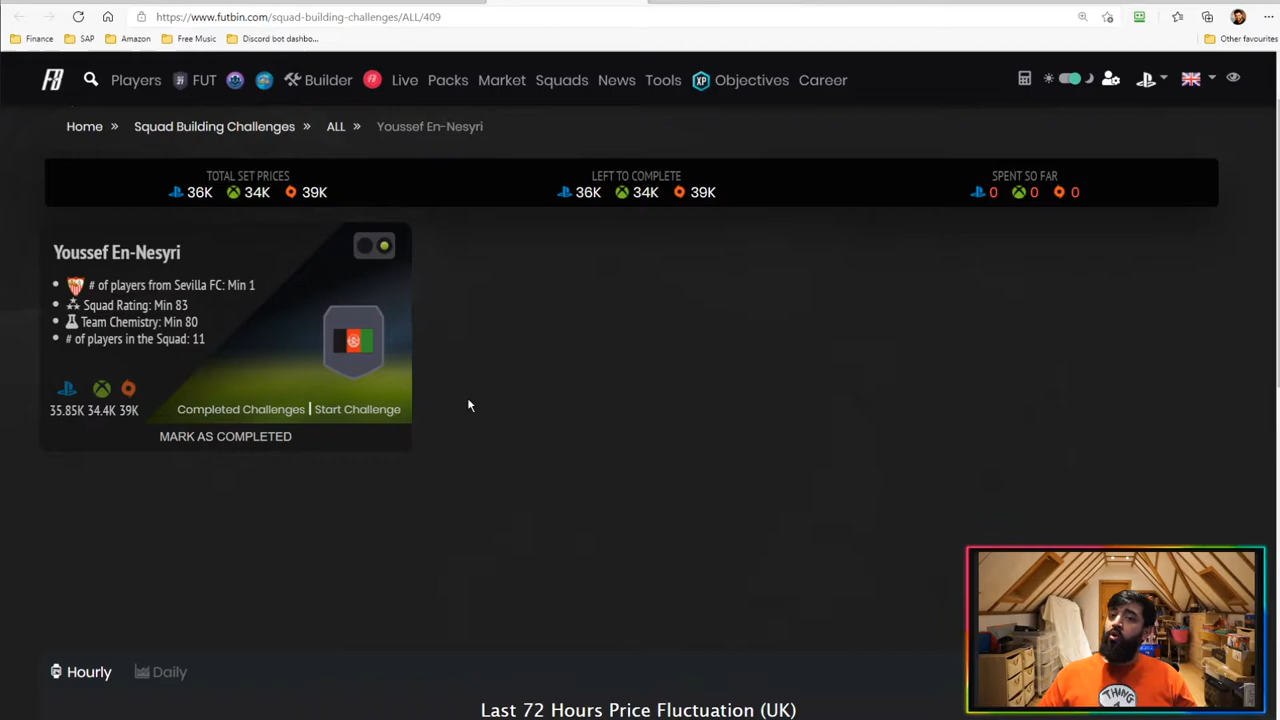 https://www.futbin.com/squad-building-challenges/ALL/409
Finance SAP Amazon Free Music Discord bot dashbo... Other favourites
Players FUT Builder Live Packs Market Squads News Tools XP Objectives Career
Home » Squad Building Challenges » ALL » Youssef En-Nesyri
TOTAL SET PRICES LEFT TO COMPLETE SPENT SO FAR
36K 34K 39K 36K 34K 39K 0 0 0
Youssef En-Nesyri
# of players from Sevilla FC: Min 1
Squad Rating: Min 83
Team Chemistry: Min 80
# of players in the Squad: 11
35.85K 34.4K 39K
Completed Challenges | Start Challenge
MARK AS COMPLETED
Hourly Daily
Last 72 Hours Price Fluctuation (UK)
THING